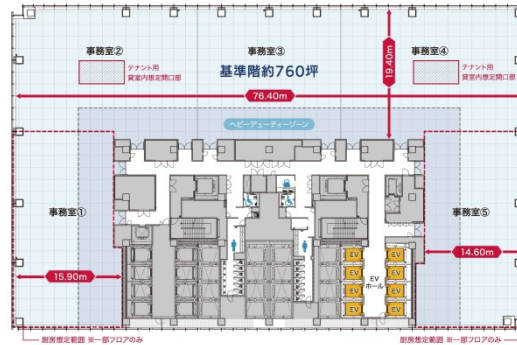 事務室②
事務室③
事務室④
テナント用
貸室内想定開口部
基準階約760坪
テナント用
貸室内想定開口部
19.40m
76.40m
ヘビーデューティーゾーン
事務室①
事務室⑤
15.90m
14.60m
EV
EV
EV
EV
EV
EV
EV
EV
EV
ホール
厨房想定範囲 ※一部フロアのみ
厨房想定範囲 ※一部フロアのみ